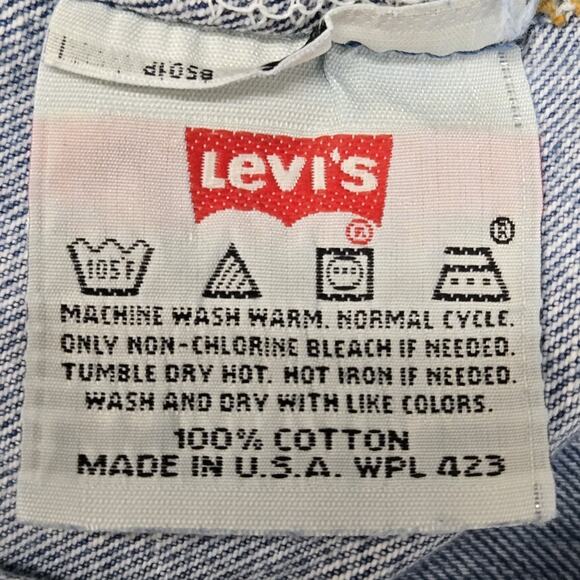 Levi's
®
®
105F
MACHINE WASH WARM. NORMAL CYCLE.
ONLY NON-CHLORINE BLEACH IF NEEDED.
TUMBLE DRY HOT. HOT IRON IF NEEDED.
WASH AND DRY WITH LIKE COLORS.
100% COTTON
MADE IN U.S.A. WPL 423